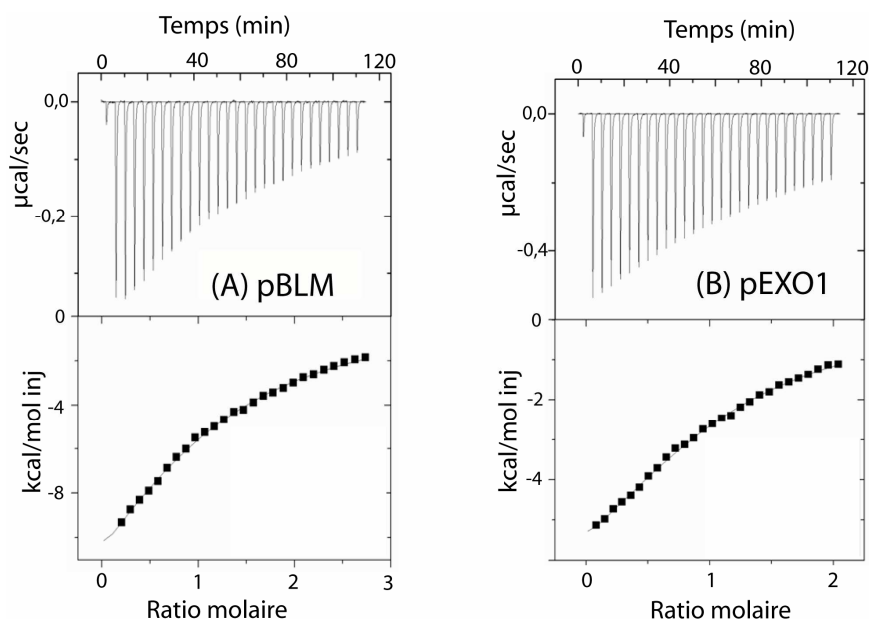 Temps (min)
0 40 80 120
0,0
-0,2
µcal/sec
(A) pBLM
0
-4
-8
kcal/mol inj
0 1 2 3
Ratio molaire
Temps (min)
0 40 80 120
0,0
-0,4
µcal/sec
(B) pEXO1
0
-2
-4
kcal/mol inj
0 1 2
Ratio molaire